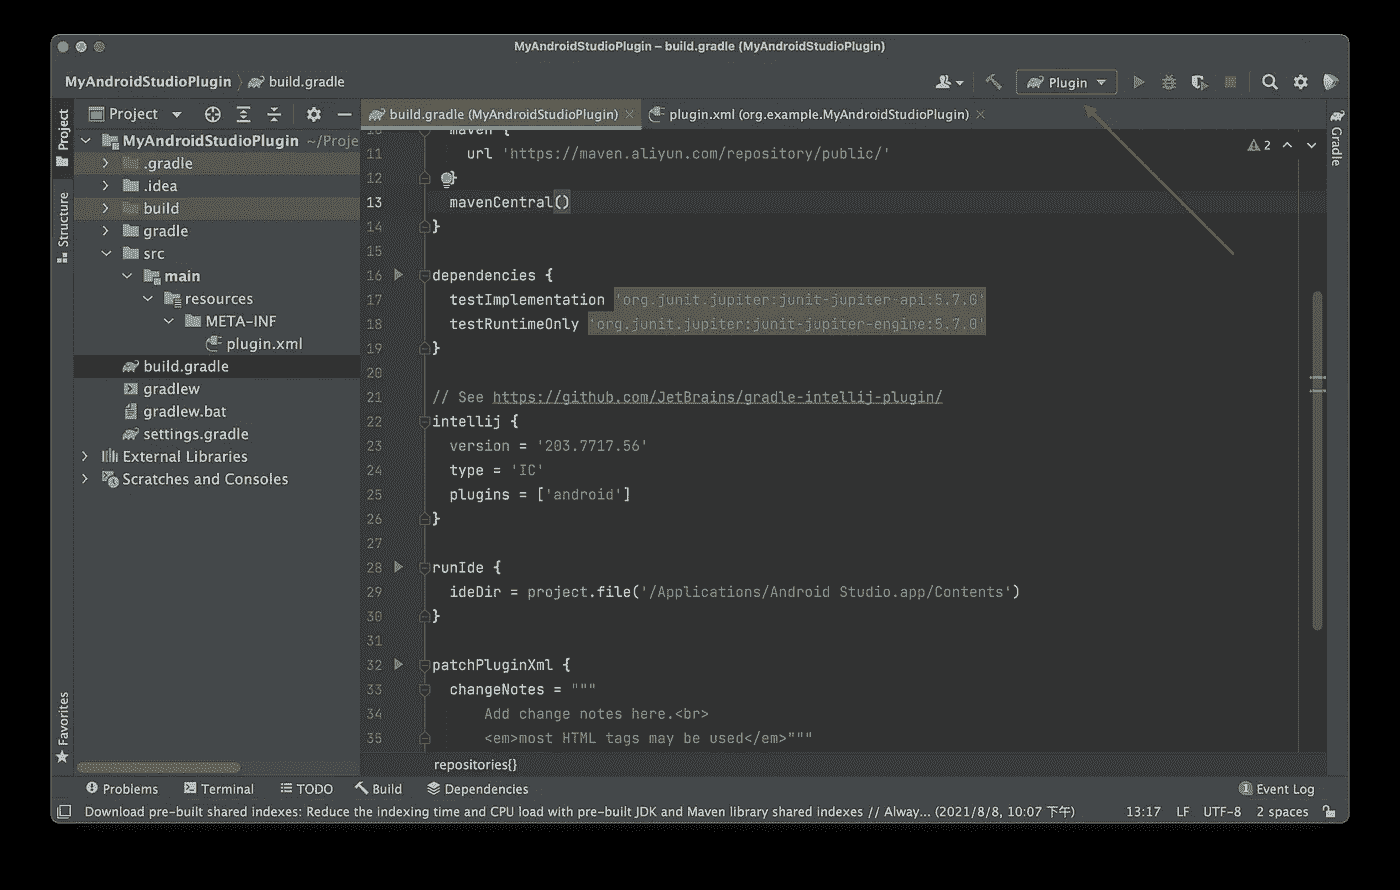 MyAndroidStudioPlugin – build.gradle (MyAndroidStudioPlugin)
MyAndroidStudioPlugin build.gradle
Plugin
Project
build.gradle (MyAndroidStudioPlugin)
plugin.xml (org.example.MyAndroidStudioPlugin)
Project
Structure
Favorites
Gradle
MyAndroidStudioPlugin ~/Proje
.gradle
.idea
build
gradle
src
main
resources
META-INF
plugin.xml
build.gradle
gradlew
gradlew.bat
settings.gradle
External Libraries
Scratches and Consoles
2
10 maven {
11 url 'https://maven.aliyun.com/repository/public/'
12 }
13 mavenCentral()
14 }
15
16 dependencies {
17 testImplementation 'org.junit.jupiter:junit-jupiter-api:5.7.0'
18 testRuntimeOnly 'org.junit.jupiter:junit-jupiter-engine:5.7.0'
19 }
20
21 // See https://github.com/JetBrains/gradle-intellij-plugin/
22 intellij {
23 version = '203.7717.56'
24 type = 'IC'
25 plugins = ['android']
26 }
27
28 runIde {
29 ideDir = project.file('/Applications/Android Studio.app/Contents')
30 }
31
32 patchPluginXml {
33 changeNotes = """
34 Add change notes here.<br>
35 <em>most HTML tags may be used</em>"""
repositories{}
Problems Terminal TODO Build Dependencies 1 Event Log
Download pre-built shared indexes: Reduce the indexing time and CPU load with pre-built JDK and Maven library shared indexes // Alway... (2021/8/8, 10:07 下午) 13:17 LF UTF-8 2 spaces